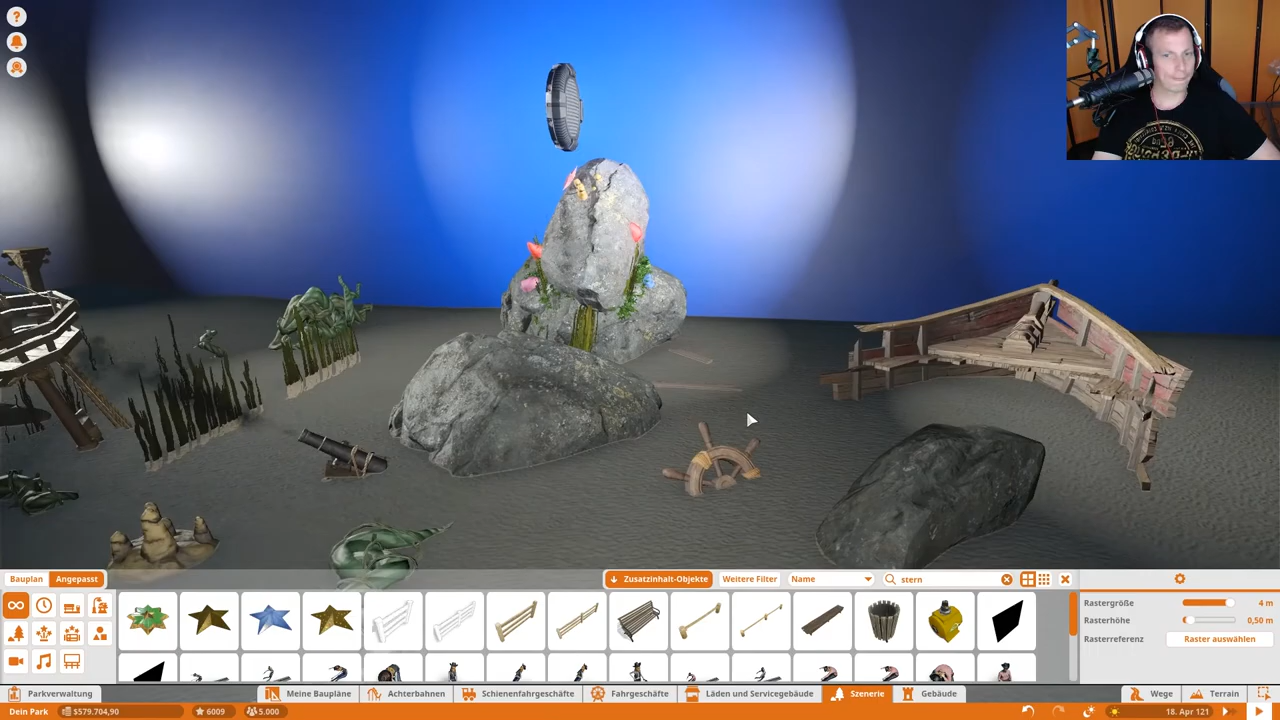 ?
Bauplan Angepasst
Zusatzinhalt-Objekte Weitere Filter Name stern
Rastergröße 4 m
Rasterhöhe 0,50 m
Rasterreferenz Raster auswählen
Parkverwaltung Meine Baupläne Achterbahnen Schienenfahrgeschäfte Fahrgeschäfte Läden und Servicegebäude Szenerie Gebäude Wege Terrain
Dein Park $579.704,90 6009 5.000 18. Apr 121